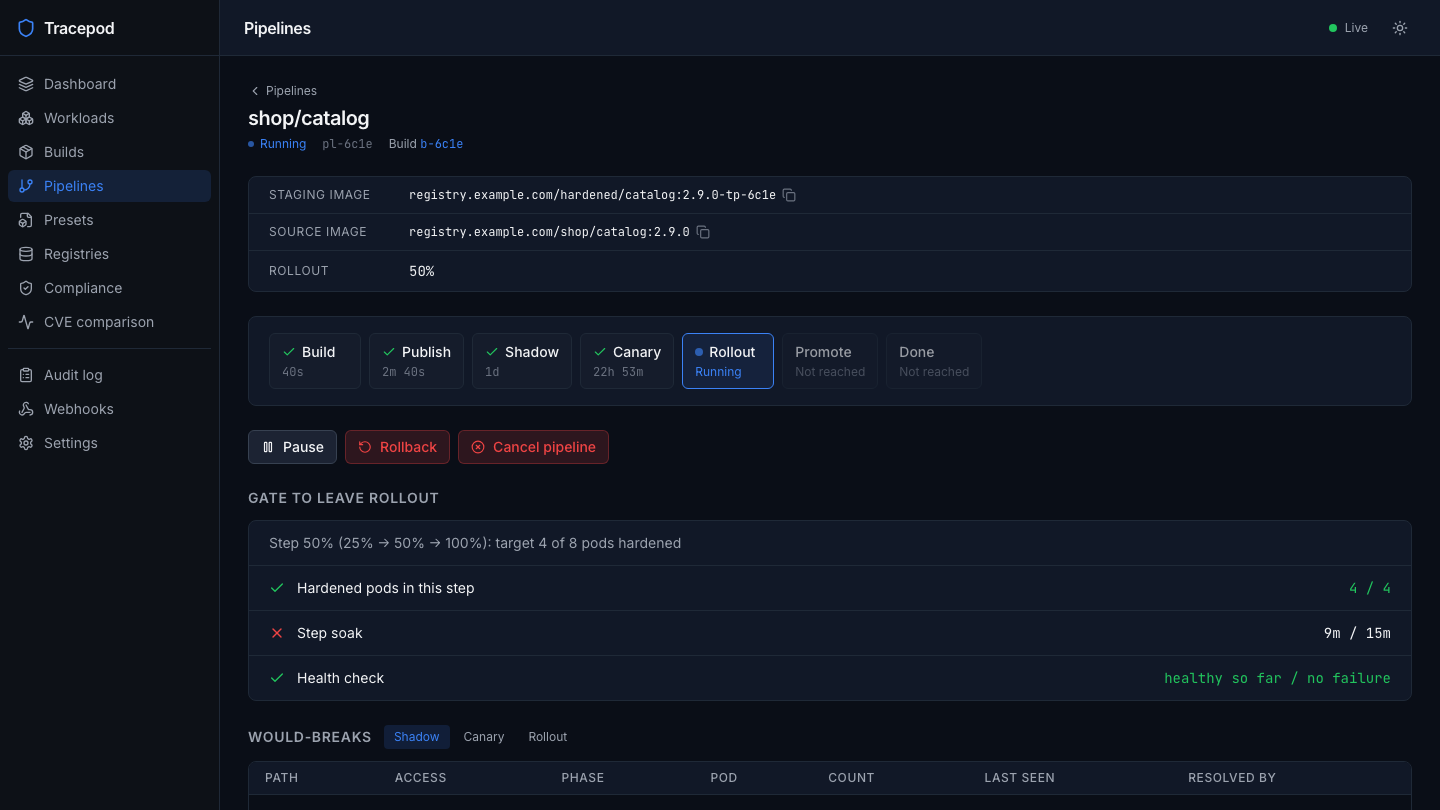 Tracepod
Pipelines
Live
Dashboard
Workloads
Builds
Pipelines
Presets
Registries
Compliance
CVE comparison
Audit log
Webhooks
Settings
Pipelines
shop/catalog
Running pl-6c1e Build b-6c1e
STAGING IMAGE registry.example.com/hardened/catalog:2.9.0-tp-6c1e
SOURCE IMAGE registry.example.com/shop/catalog:2.9.0
ROLLOUT 50%
Build Publish Shadow Canary Rollout Promote Done
40s 2m 40s 1d 22h 53m Running Not reached Not reached
Pause Rollback Cancel pipeline
GATE TO LEAVE ROLLOUT
Step 50% (25% → 50% → 100%): target 4 of 8 pods hardened
Hardened pods in this step 4 / 4
Step soak 9m / 15m
Health check healthy so far / no failure
WOULD-BREAKS Shadow Canary Rollout
PATH ACCESS PHASE POD COUNT LAST SEEN RESOLVED BY